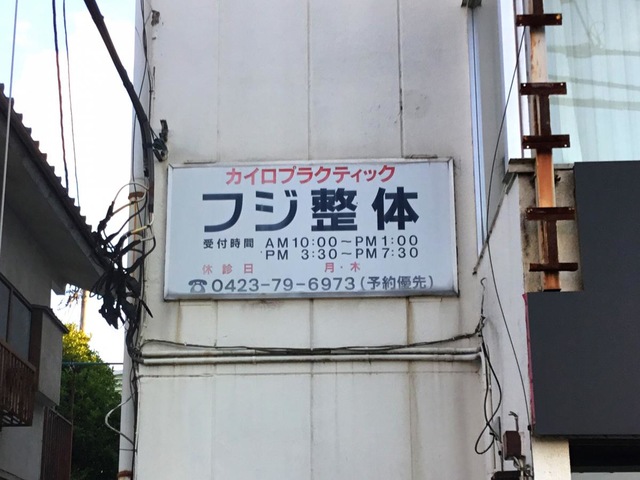 カイロプラクティック
フジ整体
受付時間 AM10:00～PM1:00
PM 3:30～PM7:30
休診日 月・木
☎0423-79-6973(予約優先)